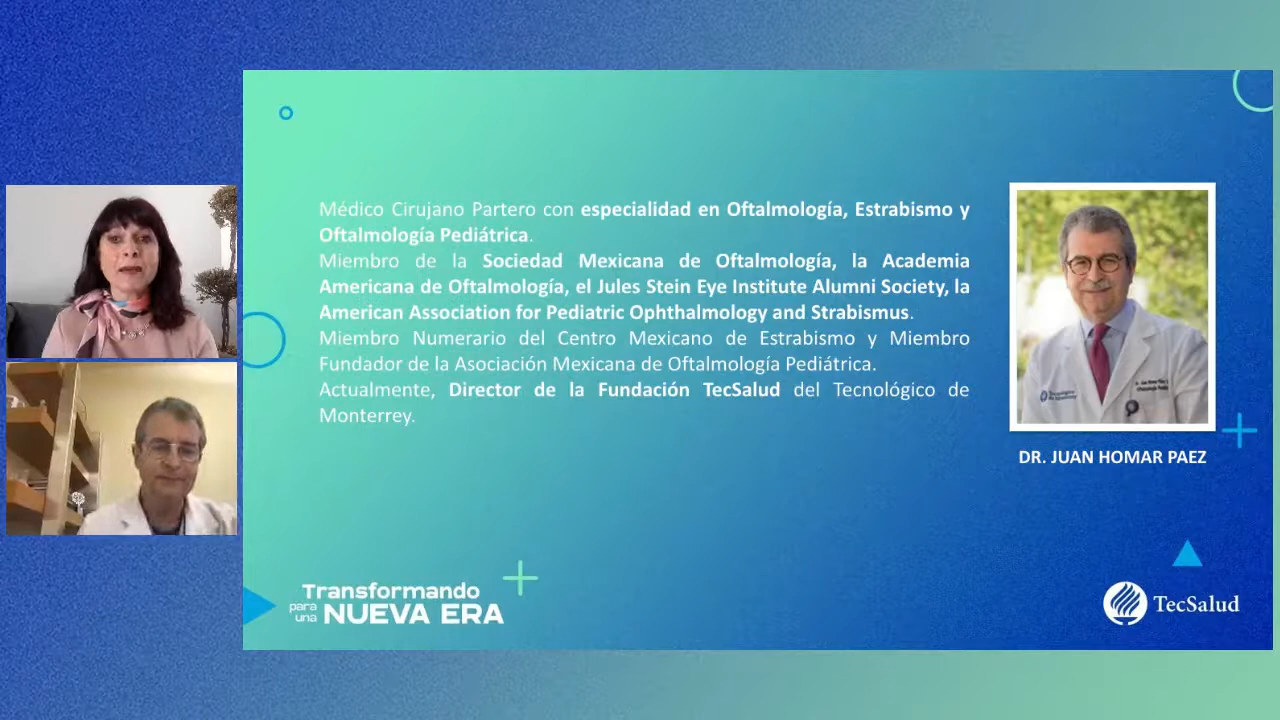 Médico Cirujano Partero con especialidad en Oftalmología, Estrabismo y
Oftalmología Pediátrica.
Miembro de la Sociedad Mexicana de Oftalmología, la Academia
Americana de Oftalmología, el Jules Stein Eye Institute Alumni Society, la
American Association for Pediatric Ophthalmology and Strabismus.
Miembro Numerario del Centro Mexicano de Estrabismo y Miembro
Fundador de la Asociación Mexicana de Oftalmología Pediátrica.
Actualmente, Director de la Fundación TecSalud del Tecnológico de
Monterrey.
DR. JUAN HOMAR PAEZ
Transformando
para
una NUEVA ERA
TecSalud